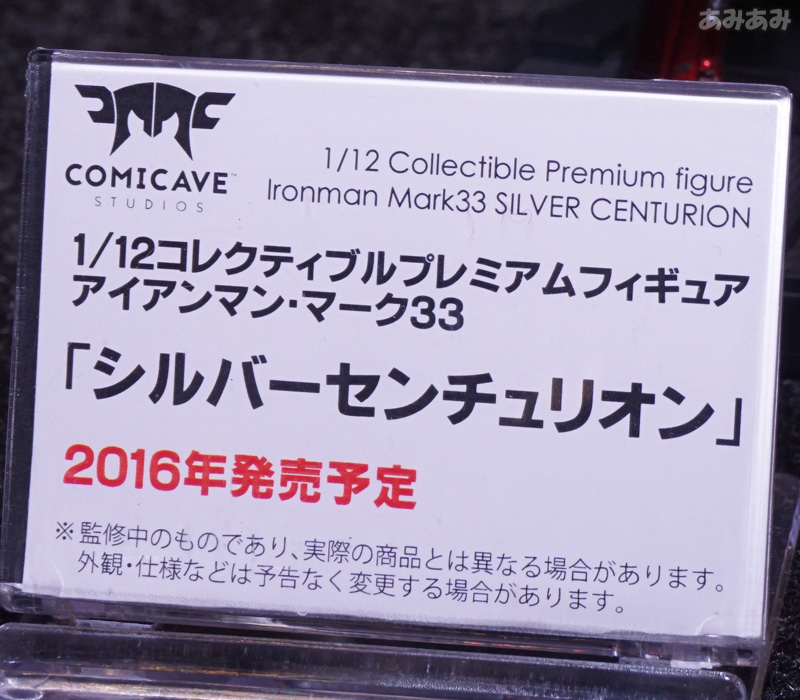 あみあみ
COMICAVE™
STUDIOS
1/12 Collectible Premium figure
Ironman Mark33 SILVER CENTURION
1/12コレクティブルプレミアムフィギュア
アイアンマン・マーク33
「シルバーセンチュリオン」
2016年発売予定
※監修中のものであり、実際の商品とは異なる場合があります。
外観・仕様などは予告なく変更する場合があります。